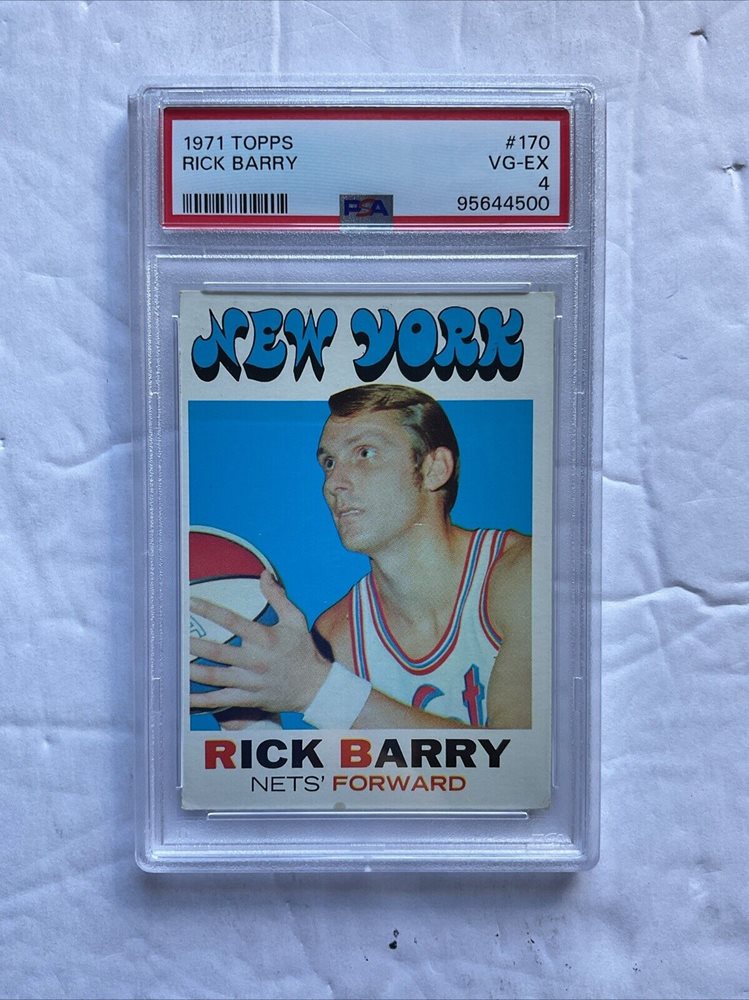 1971 TOPPS #170
RICK BARRY VG-EX
4
PSA 95644500
NEW YORK
RICK BARRY
NETS' FORWARD